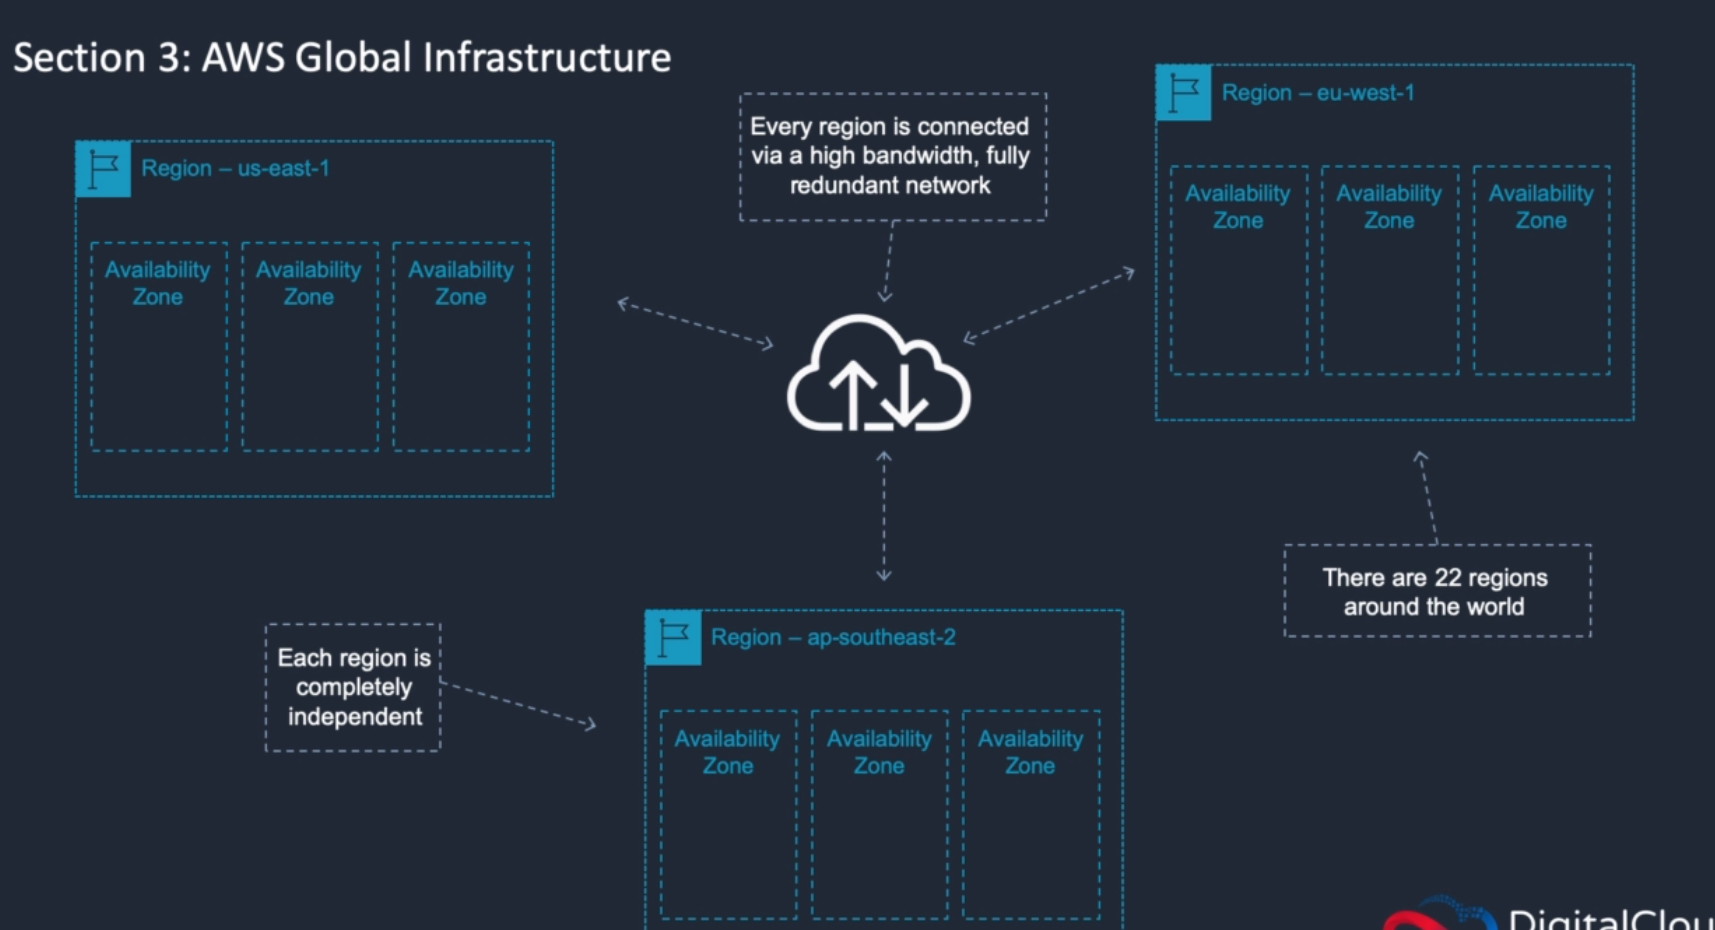 Section 3: AWS Global Infrastructure
Region – us-east-1
Availability
Zone
Availability
Zone
Availability
Zone
Every region is connected
via a high bandwidth, fully
redundant network
Region – eu-west-1
Availability
Zone
Availability
Zone
Availability
Zone
There are 22 regions
around the world
Each region is
completely
independent
Region – ap-southeast-2
Availability
Zone
Availability
Zone
Availability
Zone